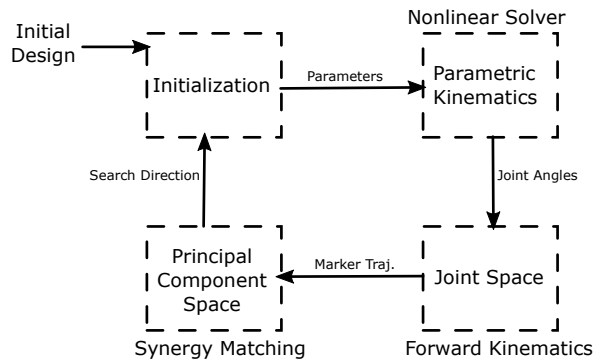 Initial
Design
Initialization
Parameters
Nonlinear Solver
Parametric
Kinematics
Joint Angles
Joint Space
Forward Kinematics
Marker Traj.
Principal
Component
Space
Synergy Matching
Search Direction